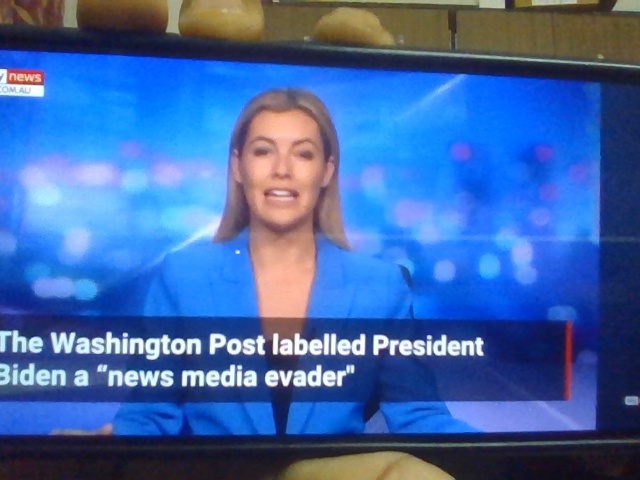 y news
COM.AU
The Washington Post labelled President
Biden a “news media evader"